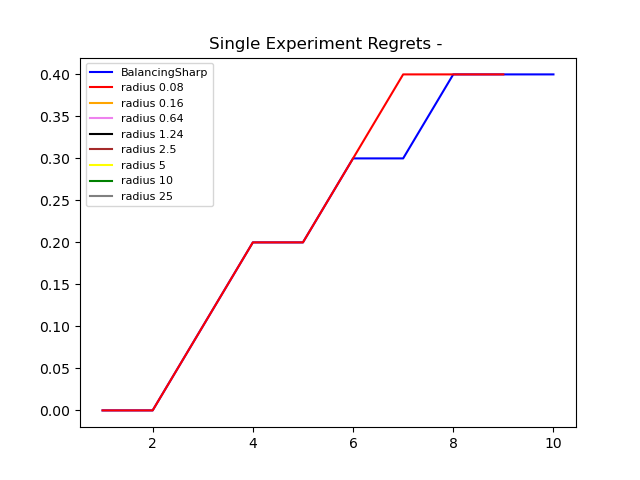 Single Experiment Regrets -
BalancingSharp
radius 0.08
radius 0.16
radius 0.64
radius 1.24
radius 2.5
radius 5
radius 10
radius 25
0.40
0.35
0.30
0.25
0.20
0.15
0.10
0.05
0.00
2 4 6 8 10